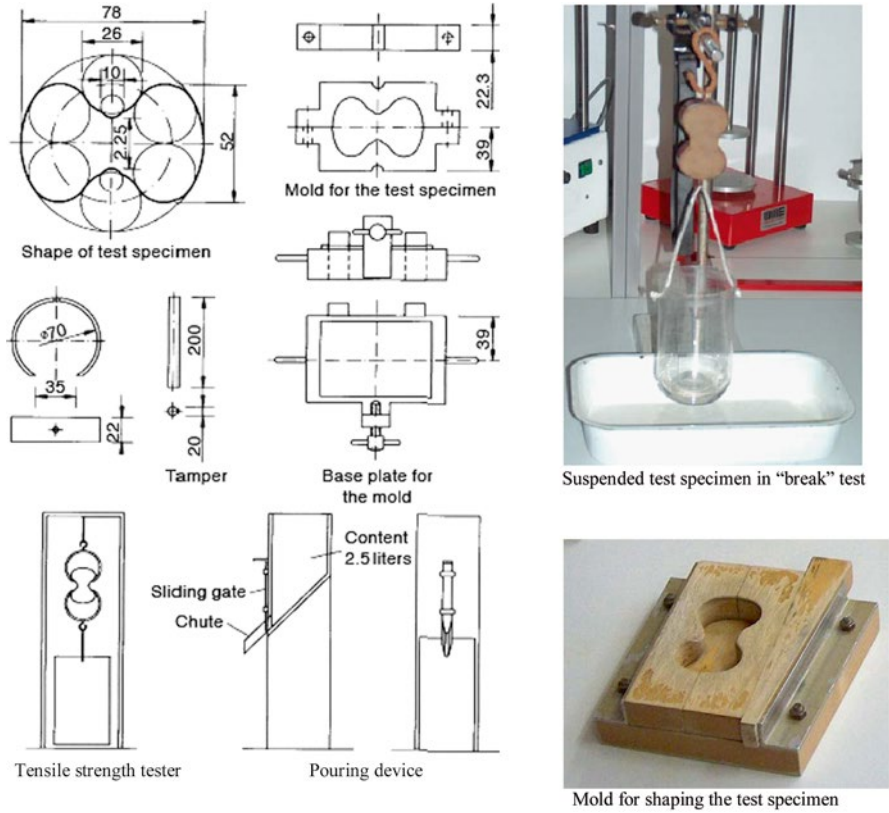 78
26
10
2.25
52
Shape of test specimen
22.3
39
Mold for the test specimen
ø70
35
22
200
20
Tamper
39
Base plate for
the mold
Suspended test specimen in “break” test
Content
2.5 liters
Sliding gate
Chute
Tensile strength tester
Pouring device
Mold for shaping the test specimen